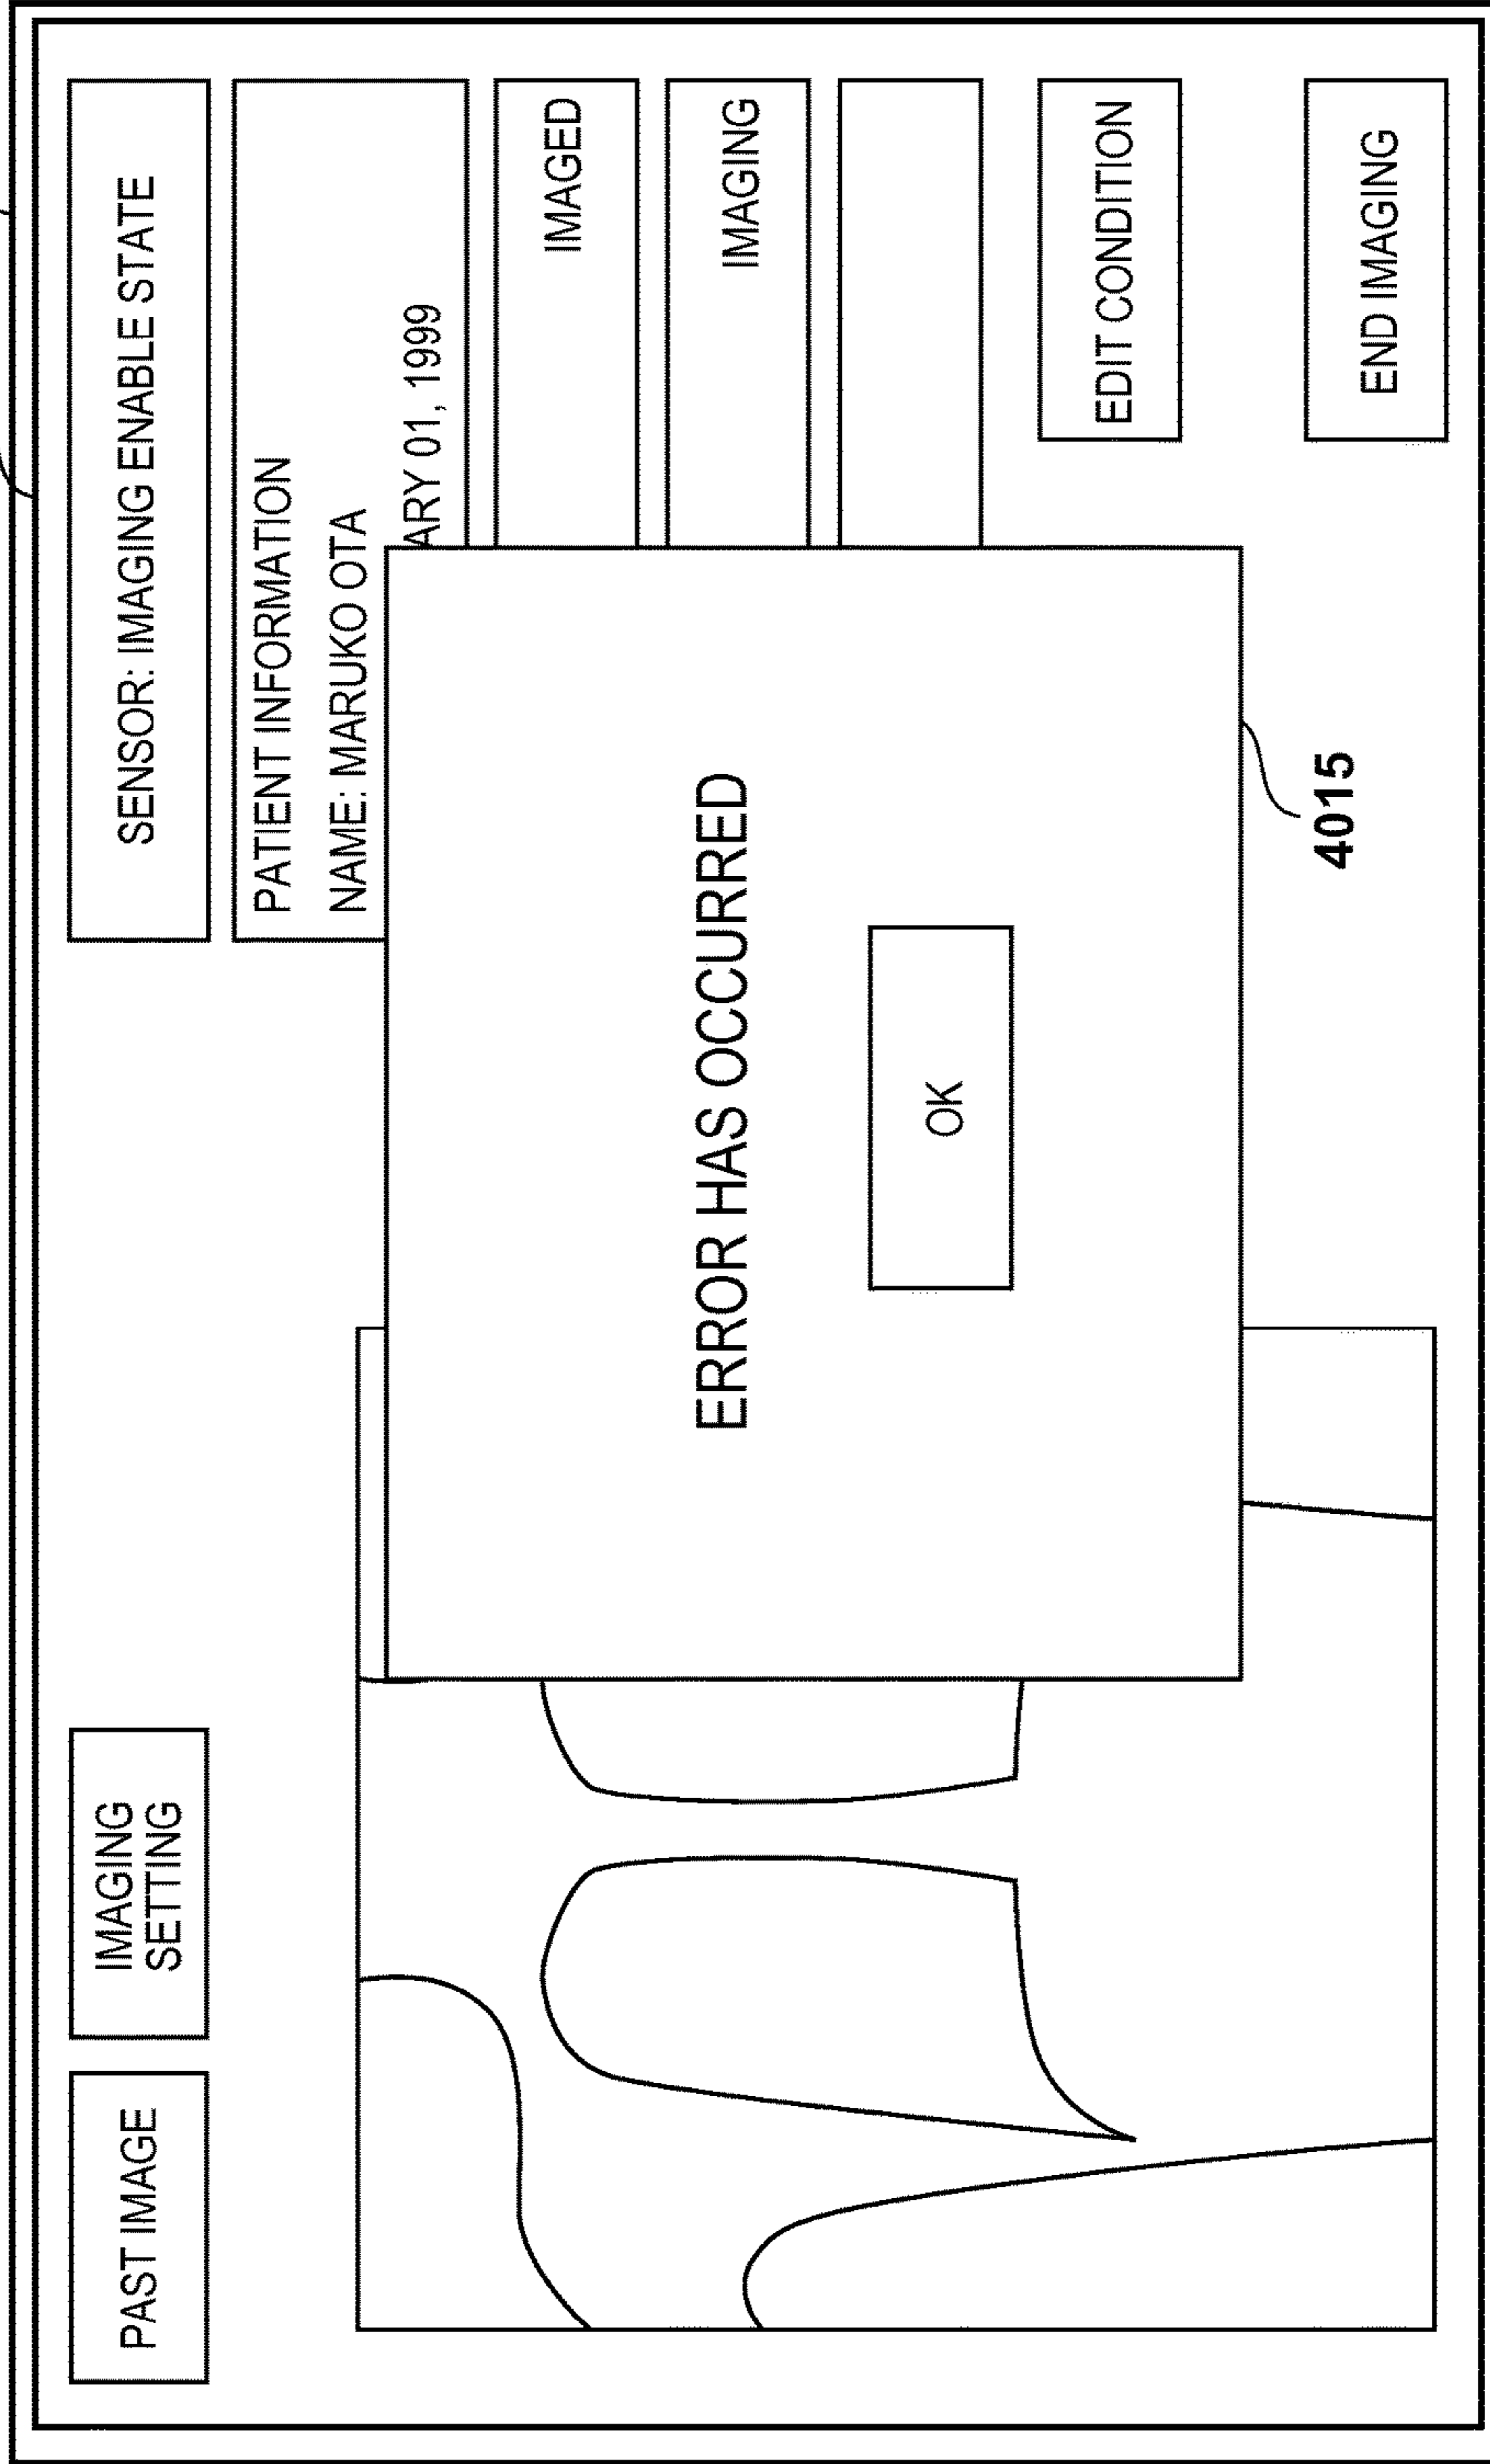 PAST IMAGE
IMAGING
SETTING
SENSOR: IMAGING ENABLE STATE
PATIENT INFORMATION
NAME: MARUKO OTA
ARY 01, 1999
IMAGED
IMAGING
ERROR HAS OCCURRED
OK
EDIT CONDITION
END IMAGING
4015